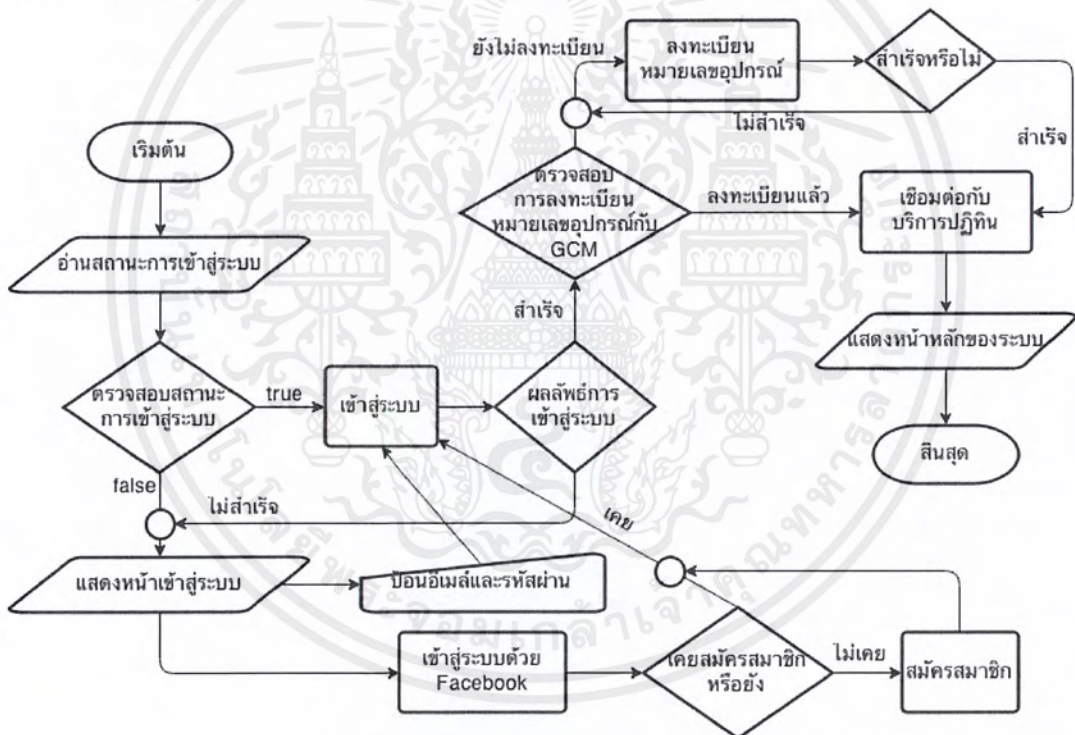 ยังไม่ลงทะเบียน
ลงทะเบียน
หมายเลขอุปกรณ์
สำเร็จหรือไม่
ไม่สำเร็จ
สำเร็จ
เริ่มต้น
ตรวจสอบ
การลงทะเบียน
หมายเลขอุปกรณ์กับ
GCM
ลงทะเบียนแล้ว
เชื่อมต่อกับ
บริการปฏิทิน
อ่านสถานะการเข้าสู่ระบบ
สำเร็จ
แสดงหน้าหลักของระบบ
ตรวจสอบสถานะ
การเข้าสู่ระบบ
true
เข้าสู่ระบบ
ผลลัพธ์การ
เข้าสู่ระบบ
สิ้นสุด
false
ไม่สำเร็จ
เคย
แสดงหน้าเข้าสู่ระบบ
ป้อนอีเมล์และรหัสผ่าน
เข้าสู่ระบบด้วย
Facebook
เคยสมัครสมาชิก
หรือยัง
ไม่เคย
สมัครสมาชิก